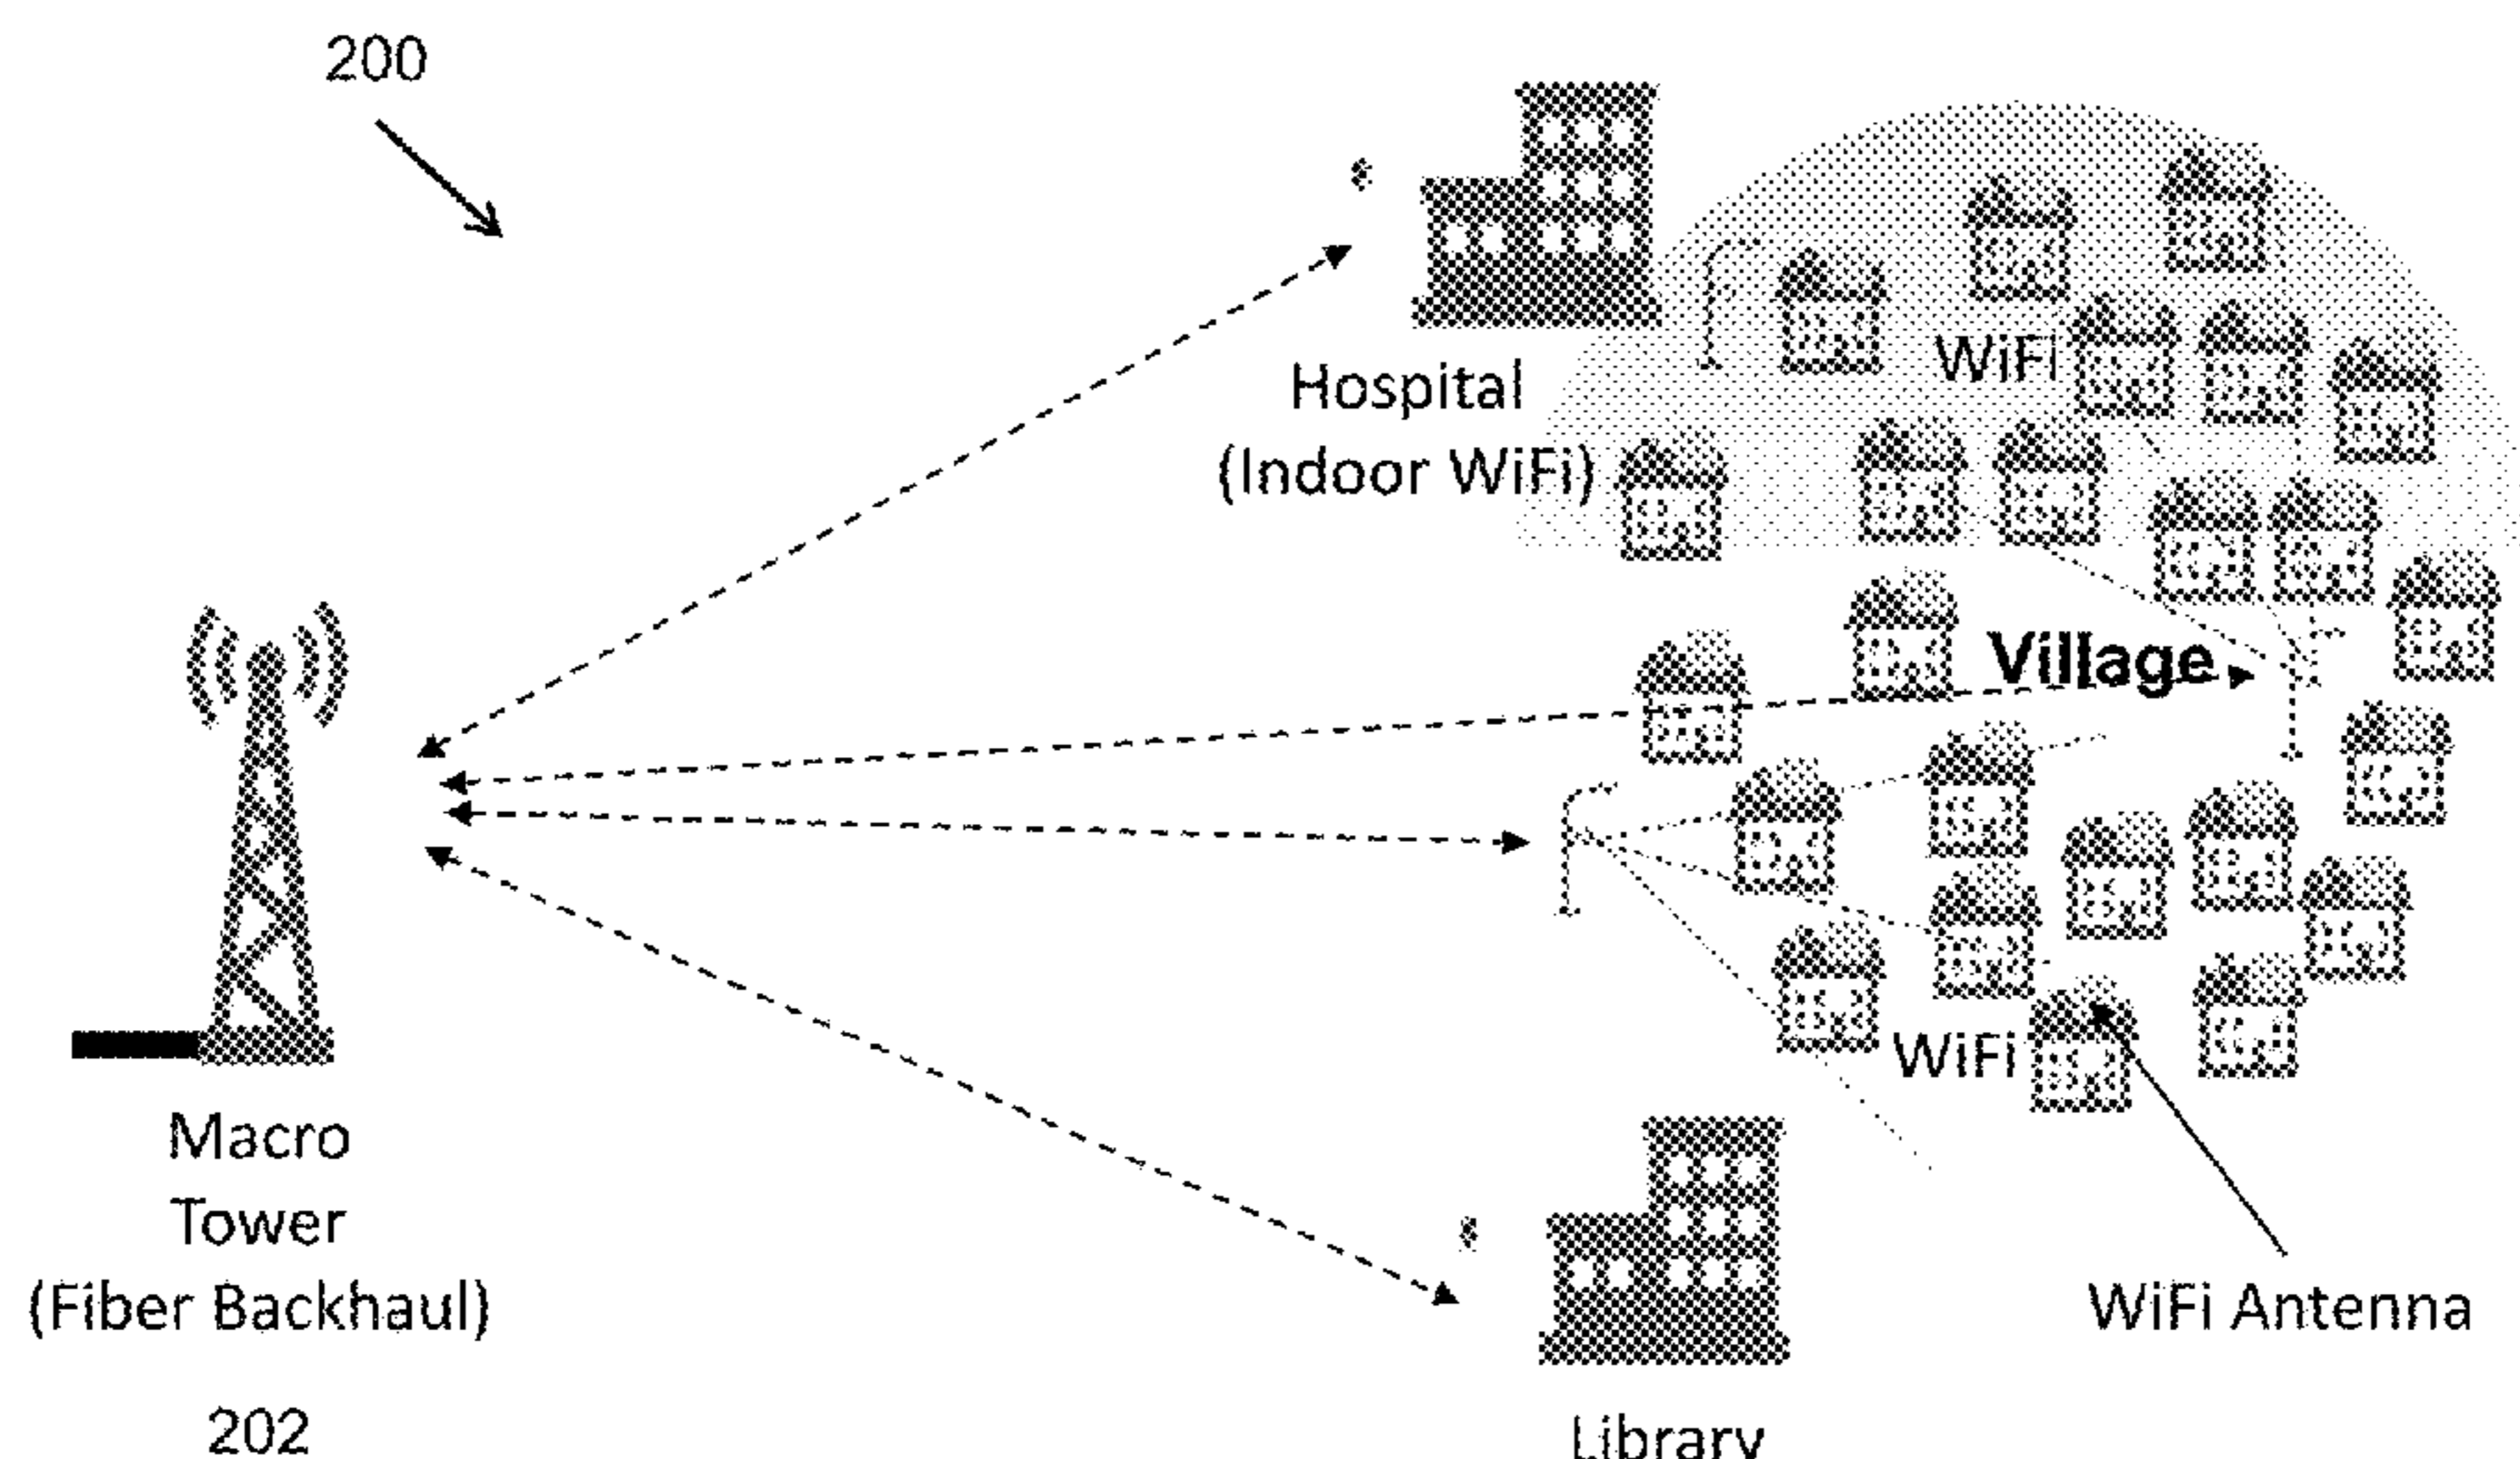 200
Hospital
(Indoor WiFi)
WiFi
Village
WiFi
WiFi Antenna
Macro
Tower
(Fiber Backhaul)
202
Library